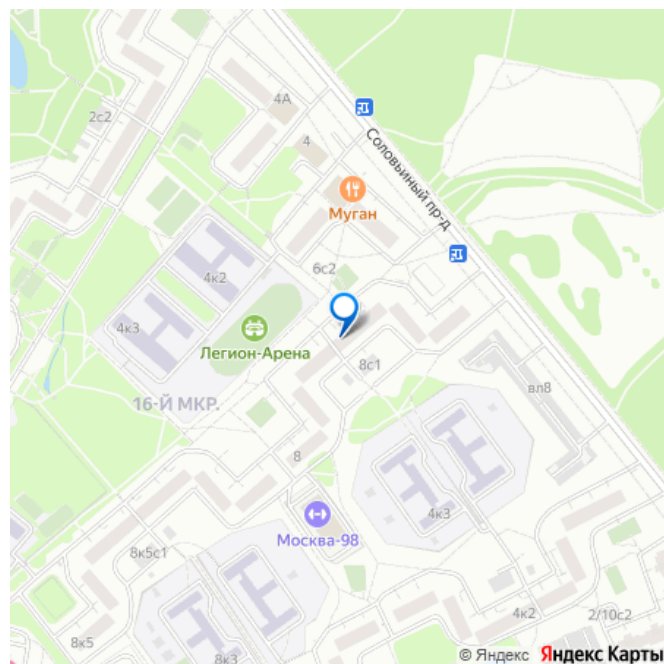 2с2
4А
4
Соловьиный пр-д
Муган
6с2
4к2
4к3
Легион-Арена
8с1
16-Й МКР.
вл8
8
4к3
Москва-98
8к5с1
4к2
2/10с2
8к5
8к3
© Яндекс Яндекс Карты